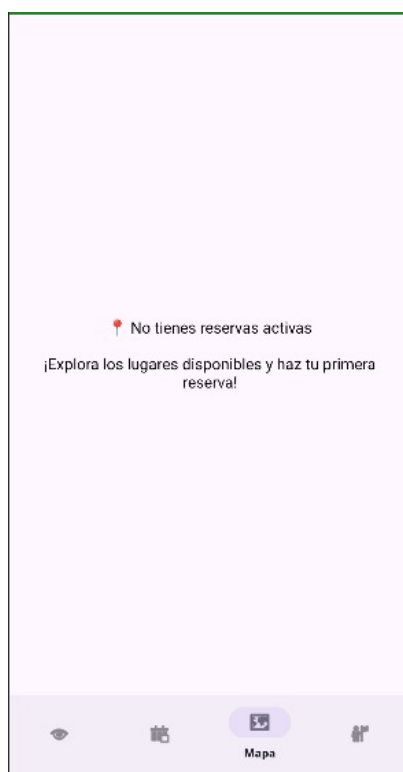 📍 No tienes reservas activas
¡Explora los lugares disponibles y haz tu primera
reserva!
Mapa